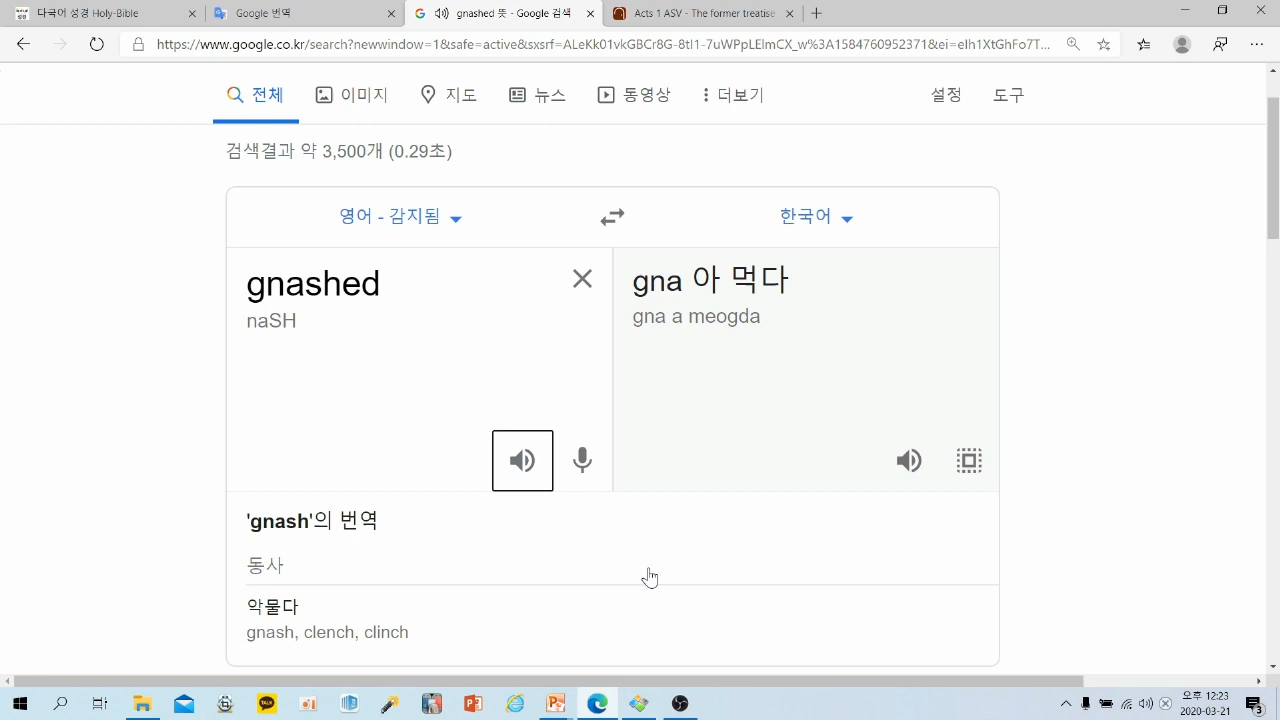 다국어 성경 Holy-Bible
Google 번역
gnashed 뜻 - Google 검색
Acts 1 ASV - The former treatise
https://www.google.co.kr/search?newwindow=1&safe=active&sxsrf=ALeKk01vkGBCr8G-8tI1-7uWPpLElmCX_w%3A1584760952371&ei=eIh1XtGhFo7T...
전체
이미지
지도
뉴스
동영상
더보기
설정
도구
검색결과 약 3,500개 (0.29초)
영어 - 감지됨
한국어
gnashed
naSH
gna 아 먹다
gna a meogda
'gnash'의 번역
동사
악물다
gnash, clench, clinch
TALK
오후 12:23
2020-03-21
3